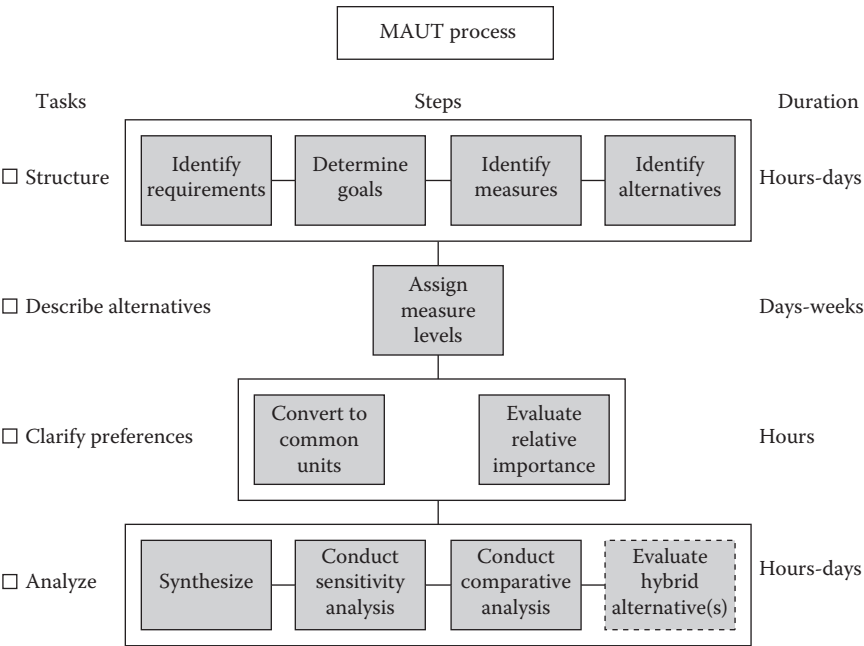 MAUT process
Tasks
Steps
Duration
Structure
Identify
requirements
Determine
goals
Identify
measures
Identify
alternatives
Hours-days
Describe alternatives
Assign
measure
levels
Days-weeks
Clarify preferences
Convert to
common
units
Evaluate
relative
importance
Hours
Analyze
Synthesize
Conduct
sensitivity
analysis
Conduct
comparative
analysis
Evaluate
hybrid
alternative(s)
Hours-days